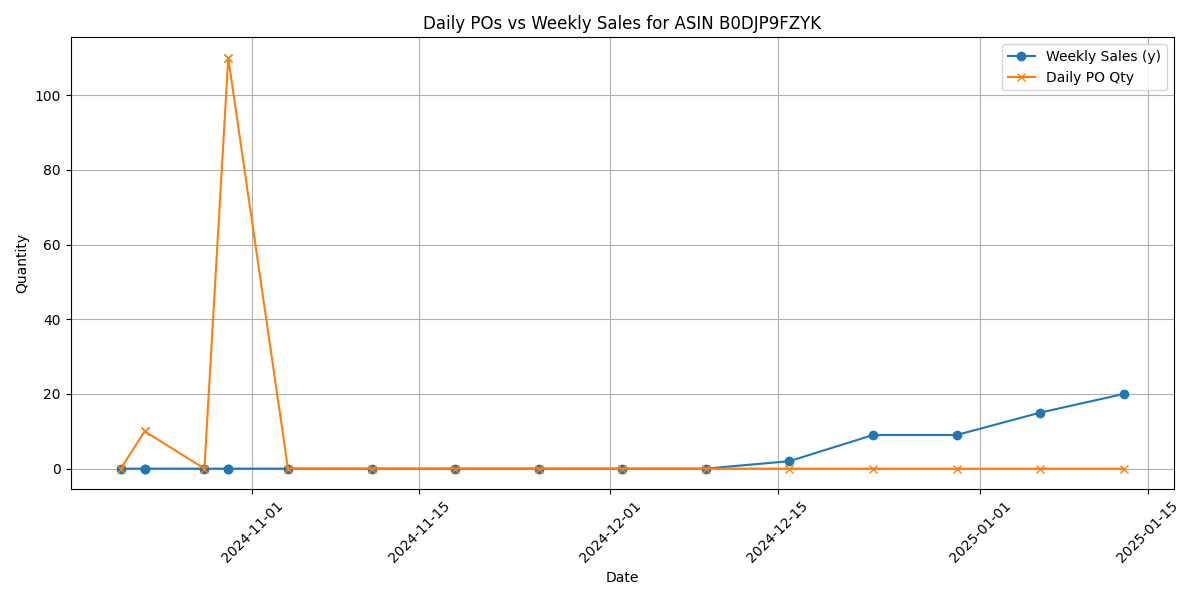 Daily POs vs Weekly Sales for ASIN B0DJP9FZYK
Weekly Sales (y)
Daily PO Qty
Quantity
100
80
60
40
20
0
2024-11-01
2024-11-15
2024-12-01
2024-12-15
2025-01-01
2025-01-15
Date